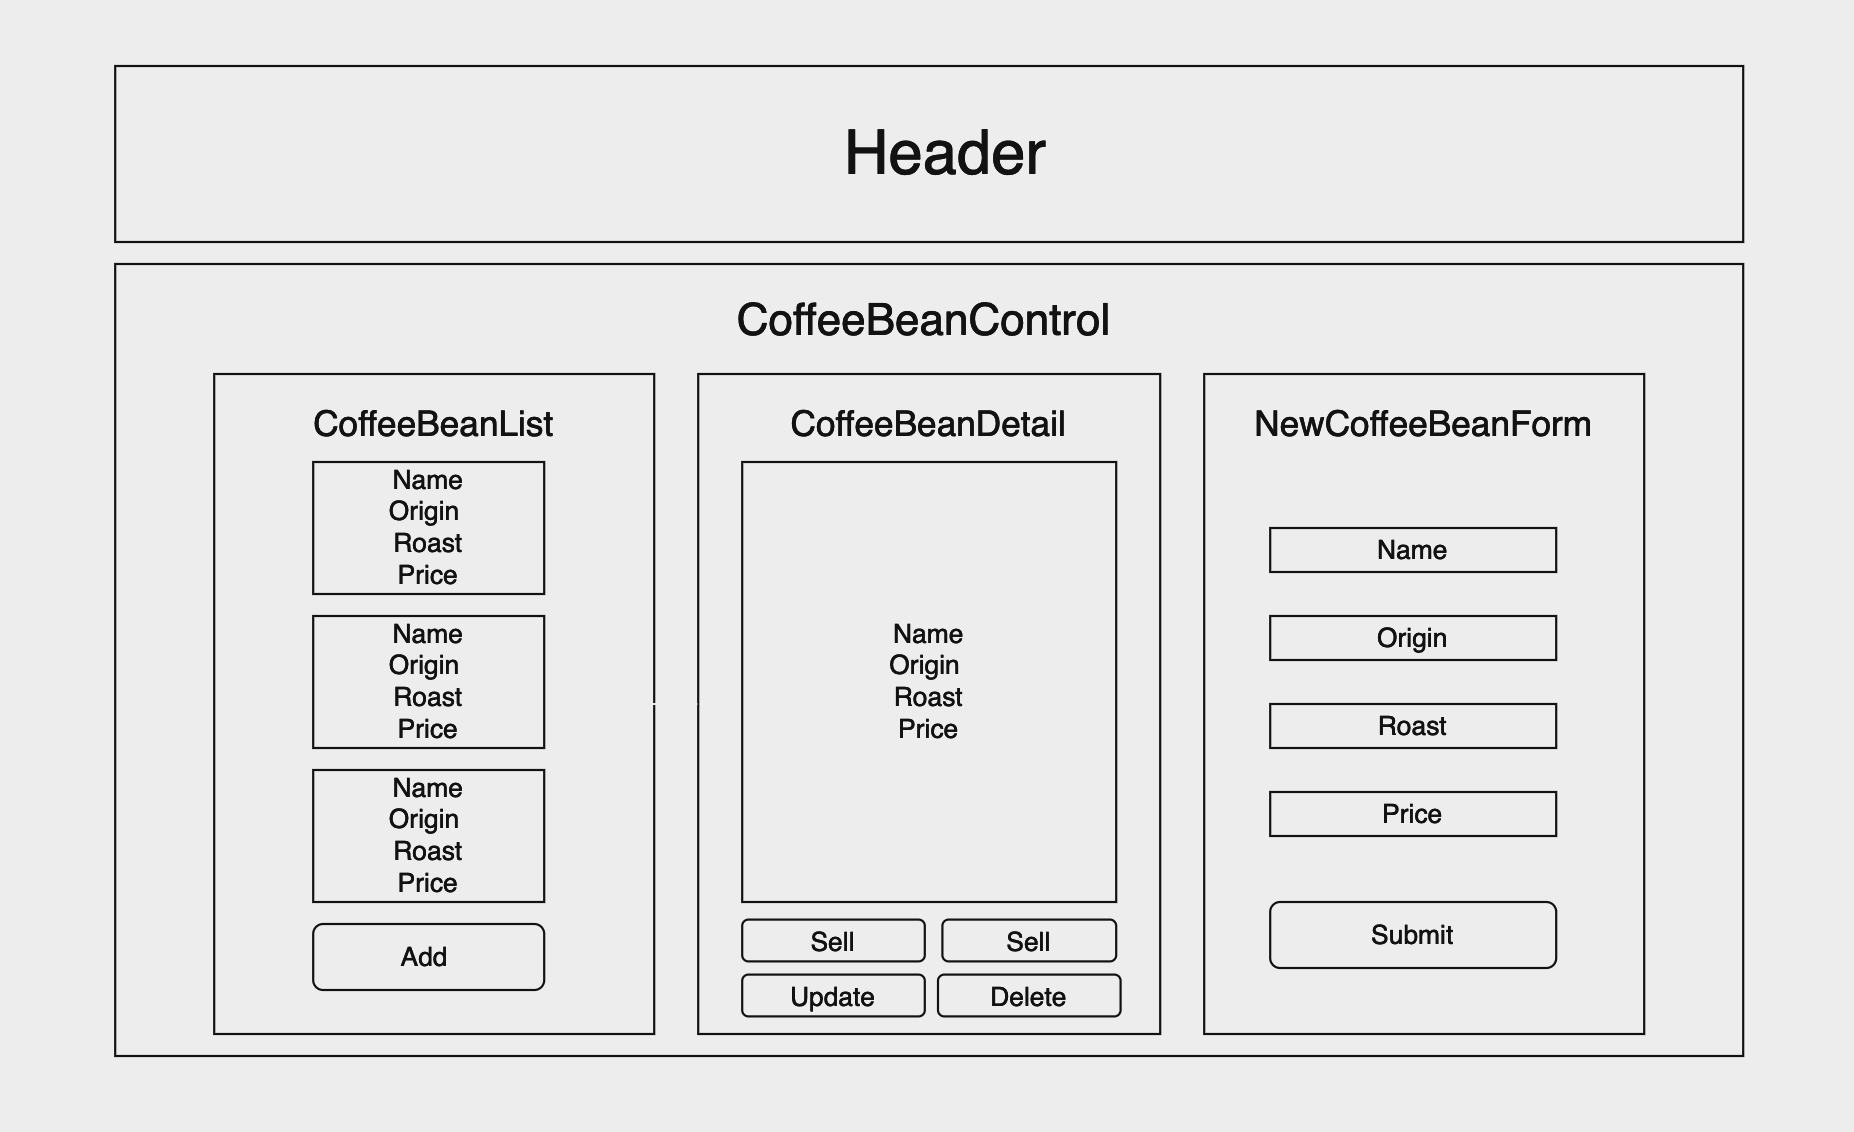 Header
CoffeeBeanControl
CoffeeBeanList
Name
Origin
Roast
Price
Name
Origin
Roast
Price
Name
Origin
Roast
Price
Add
CoffeeBeanDetail
Name
Origin
Roast
Price
Sell
Sell
Update
Delete
NewCoffeeBeanForm
Name
Origin
Roast
Price
Submit